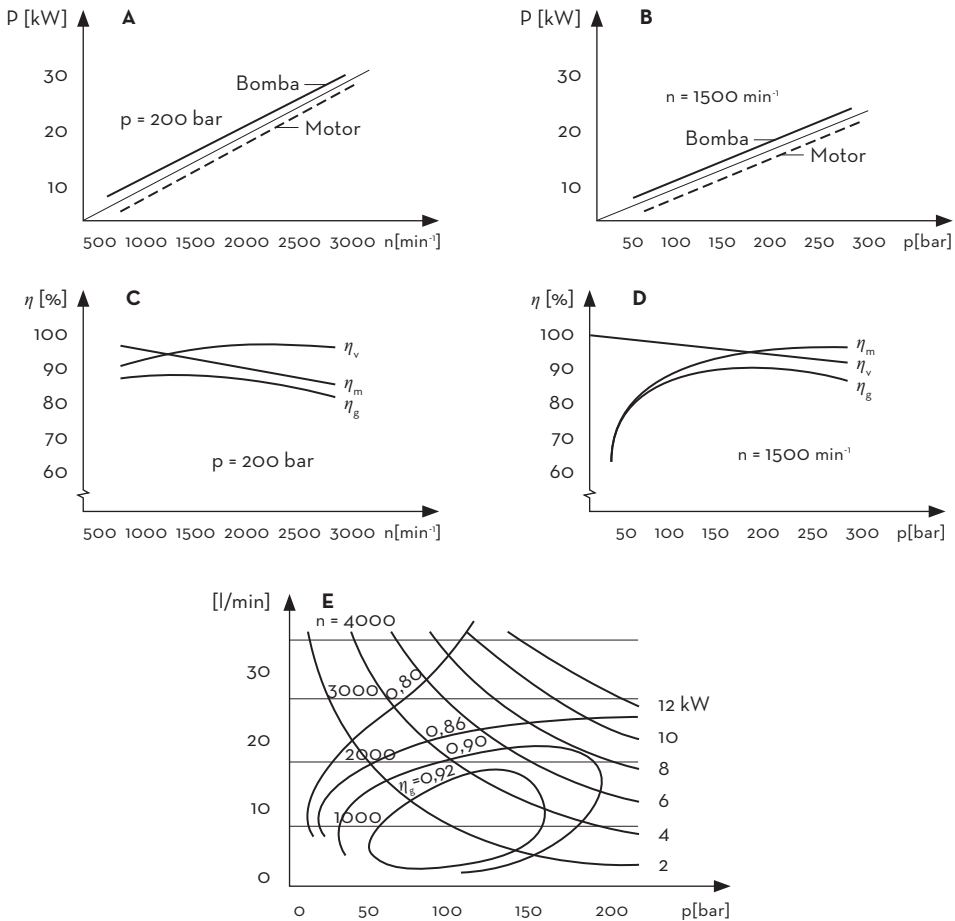 P [kW]
A
30
20
10
Bomba
p = 200 bar
Motor
500 1000 1500 2000 2500 3000 n[min⁻¹]
P [kW]
B
30
20
10
n = 1500 min⁻¹
Bomba
Motor
50 100 150 200 250 300 p[bar]
η [%]
C
100
90
80
70
60
ηv
ηm
ηg
p = 200 bar
500 1000 1500 2000 2500 3000 n[min⁻¹]
η [%]
D
100
90
80
70
60
ηm
ηv
ηg
n = 1500 min⁻¹
50 100 150 200 250 300 p[bar]
[l/min]
E
n = 4000
30
3000
0,80
12 kW
20
0,86
10
2000
0,90
8
ηg=0,92
6
10
1000
4
2
0
0 50 100 150 200 p[bar]